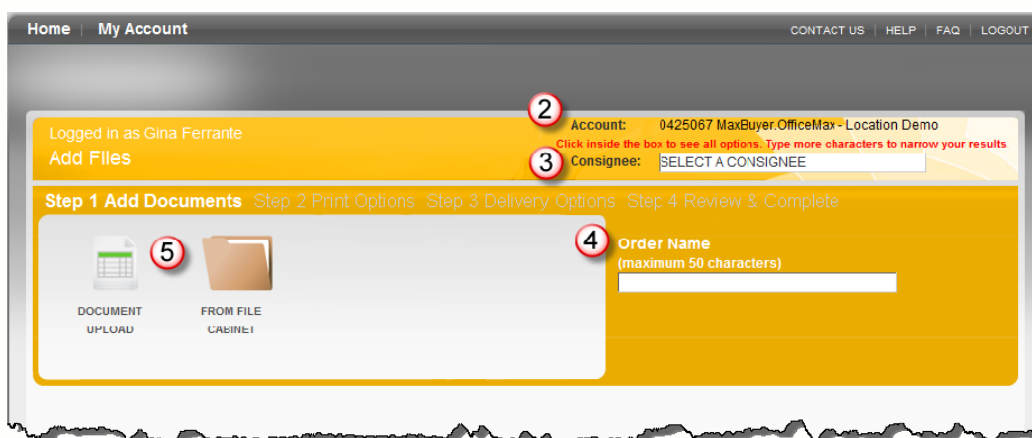 Home | My Account
CONTACT US | HELP | FAQ | LOGOUT
2
Account: 0425067 MaxBuyer.OfficeMax - Location Demo
Logged in as Gina Ferrante
Click inside the box to see all options. Type more characters to narrow your results.
Add Files
3
Consignee: SELECT A CONSIGNEE
Step 1 Add Documents Step 2 Print Options Step 3 Delivery Options Step 4 Review & Complete
5
4
Order Name
(maximum 50 characters)
DOCUMENT
UPLOAD
FROM FILE
CABINET